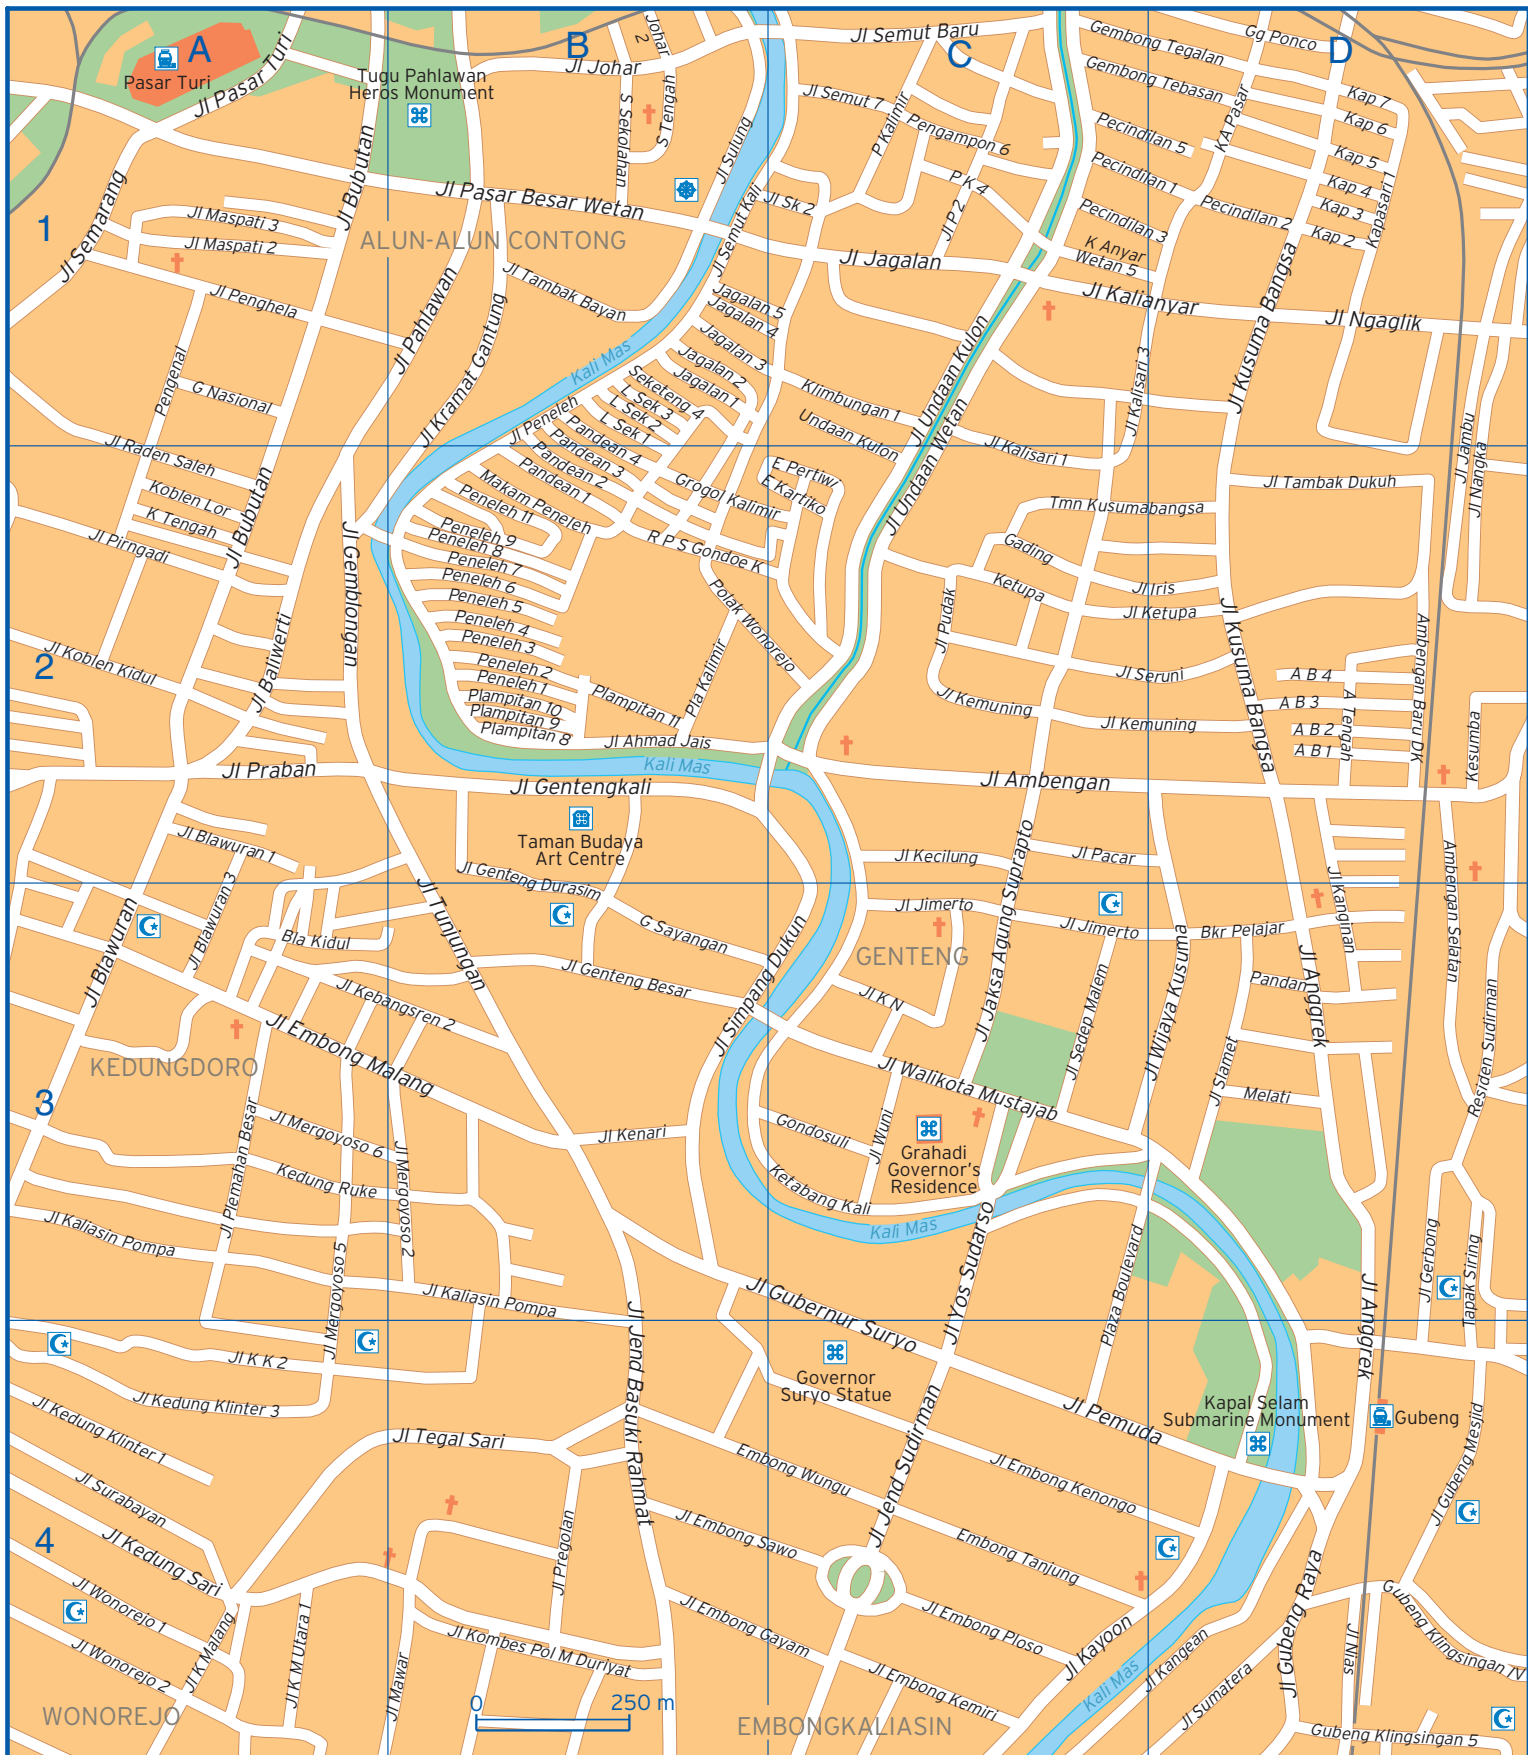 A
B
C
D
1
2
3
4
Pasar Turi
Jl Pasar Turi
Tugu Pahlawan
Heros Monument
Jl Johar
Johar
2
S Tengah
S Sekolahan
Jl Semut Baru
Jl Semut 7
P Kalimir
Pengampon 6
P K 4
Jl P 2
Gembong Tegalan
Gg Ponco
Gembong Tebasan
KA Pasar
Kap 7
Kap 6
Kap 5
Kap 4
Kap 3
Kap 2
Kapasari 1
Pecindilan 5
Pecindilan 1
Pecindilan 2
Pecindilan 3
K Anyar
Wetan 5
Jl Semarang
Jl Maspati 3
Jl Maspati 2
Jl Bubutan
Jl Pasar Besar Wetan
ALUN-ALUN CONTONG
Jl Sulung
Jl Semut Kali
Jl Sk 2
Jl Jagalan
Jl Kalianyar
Jl Ngaglik
Jl Kusuma Bangsa
Jl Penghela
Jl Pahlawan
Jl Tambak Bayan
Jl Kramat Gantung
Kali Mas
Jagalan 5
Jagalan 4
Jagalan 3
Jagalan 2
Jagalan 1
Seketeng 4
L Sek 3
L Sek 2
L Sek 1
Jl Peneleh
Pandean 4
Pandean 3
Pandean 2
Pandean 1
Klimbungan 1
Undaan Kulon
Jl Undaan Kulon
Jl Undaan Wetan
Jl Kalisari 3
Jl Kalisari 1
Pengenal
G Nasional
Jl Raden Saleh
Koblen Lor
K Tengah
Jl Pirngadi
Jl Bubutan
Jl Gemblongan
Makam Peneleh
Peneleh 11
Peneleh 9
Peneleh 8
Peneleh 7
Peneleh 6
Peneleh 5
Peneleh 4
Peneleh 3
Peneleh 2
Peneleh 1
Plampitan 10
Plampitan 9
Plampitan 8
Plampitan 11
Grogol Kalimir
E Pertiwi
E Kartiko
R P S Gondoe K
Polak Wonorejo
Pla Kalimir
Jl Undaan Wetan
Tmn Kusumabangsa
Gading
Ketupa
Jl Iris
Jl Ketupa
Jl Pudak
Jl Seruni
Jl Kemuning
Jl Kemuning
Jl Tambak Dukuh
Jl Jambu
Jl Nangka
Jl Kusuma Bangsa
A B 4
A B 3
A B 2
A B 1
A Tengah
Ambengan Baru DK
Kesumba
Jl Koblen Kidul
Jl Baliwerti
Jl Ahmad Jais
Kali Mas
Jl Praban
Jl Gentengkali
Jl Ambengan
Taman Budaya
Art Centre
Jl Blawuran 1
Jl Blawuran 3
Jl Blawuran
Bla Kidul
Jl Tunjungan
Jl Genteng Durasim
G Sayangan
Jl Genteng Besar
Jl Simpang Dukun
Jl Kecilung
Jl Pacar
Jl Jimerto
Jl Jimerto
GENTENG
Jl Jaksa Agung Suprapto
Jl K N
Bkr Pelajar
Jl Kanginan
Ambengan Selatan
Pandan
Jl Anggrek
Jl Wijaya Kusuma
Jl Sedep Malem
Jl Slamet
Melati
Residen Sudirman
KEDUNGDORO
Jl Kebangsren 2
Jl Embong Malang
Jl Walikota Mustajab
Jl Plemahan Besar
Jl Mergoyoso 6
Kedung Ruke
Jl Mergoyoso 2
Jl Mergoyoso 5
Jl Kenari
Gondosuli
Jl Wuni
Grahadi
Governor's
Residence
Ketabang Kali
Kali Mas
Jl Kaliasin Pompa
Jl Kaliasin Pompa
Jl Gubernur Suryo
Jl Yos Sudarso
Plaza Boulevard
Jl Gerbong
Tapak Siring
Jl Anggrek
Jl K K 2
Jl Kedung Klinter 3
Jl Kedung Klinter 1
Jl Jend Basuki Rahmat
Governor
Suryo Statue
Jl Pemuda
Kapal Selam
Submarine Monument
Gubeng
Jl Tegal Sari
Jl Surabayan
Jl Kedung Sari
Jl Wonorejo 1
Jl Wonorejo 2
Jl K Malang
Jl K M Utara 1
Jl Mawar
Jl Pregolan
Jl Kombes Pol M Duriyat
Embong Wungu
Jl Jend Sudirman
Jl Embong Kenongo
Jl Embong Sawo
Embong Tanjung
Jl Embong Gayam
Jl Embong Ploso
Jl Embong Kemiri
Jl Kayoon
Kali Mas
Jl Kangean
Jl Sumatera
Jl Gubeng Raya
Jl Nias
Jl Gubeng Mesjid
Gubeng Klingsingan IV
Gubeng Klingsingan 5
WONOREJO
EMBONGKALIASIN
0
250 m